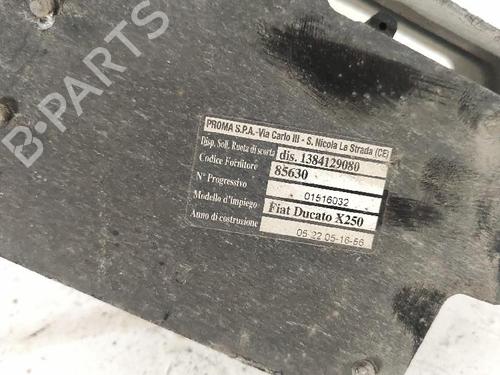 PROMA S.P.A.-Via Carlo III - S. Nicola La Strada (CE)
Disp. Soll. Ruota di scorta dis. 1384129080
Codice Fornitore 85630
N° Progressivo 01516032
Modello d'impiego Fiat Ducato X250
Anno di costruzione 05-22 05-16-56
B-PARTS